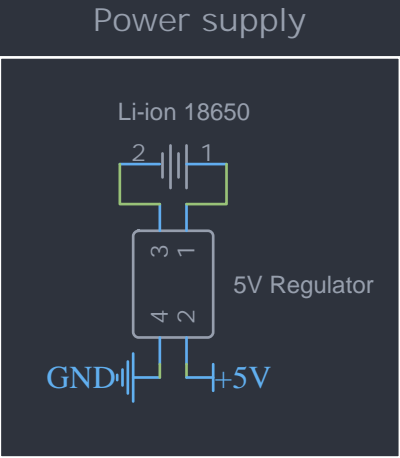 Power supply
Li-ion 18650
2 1
3 1
5V Regulator
4 2
GND +5V